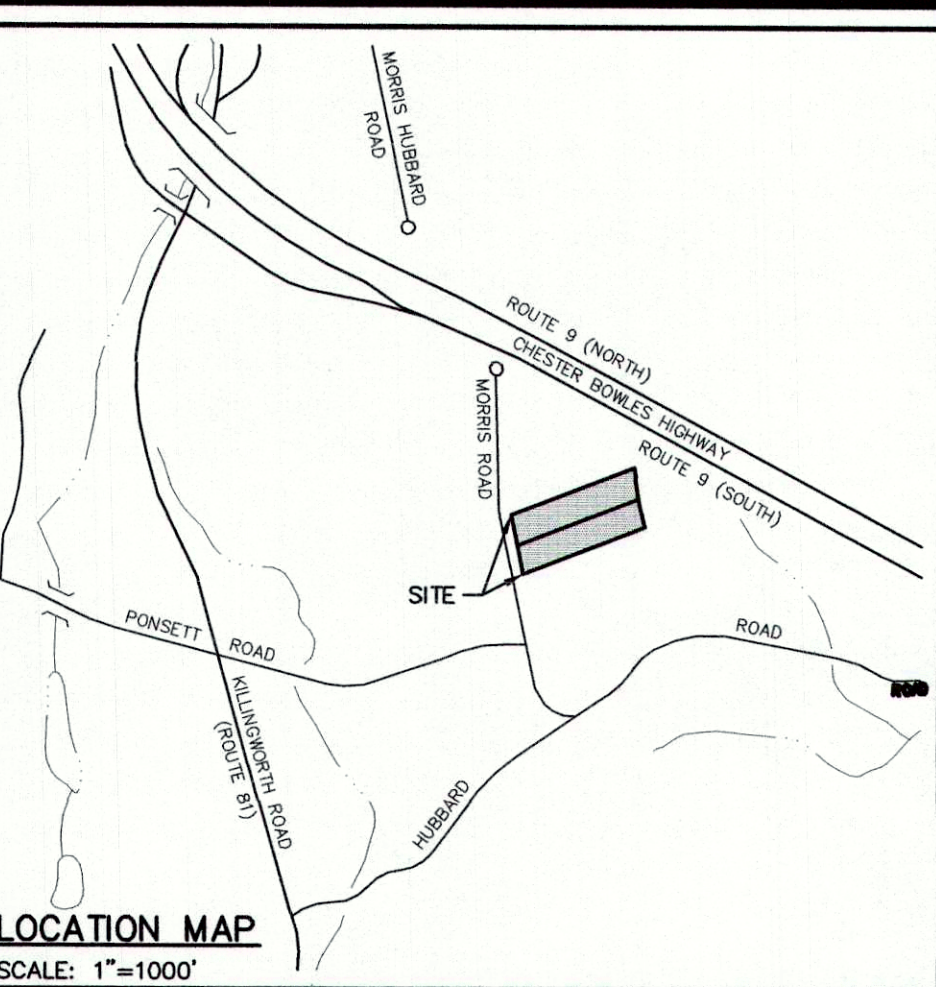 MORRIS HUBBARD
ROAD
ROUTE 9 (NORTH)
CHESTER BOWLES HIGHWAY
ROUTE 9 (SOUTH)
MORRIS ROAD
SITE
PONSETT ROAD
ROAD
ROAD
KILLINGWORTH ROAD
(ROUTE 81)
HUBBARD
LOCATION MAP
SCALE: 1"=1000'